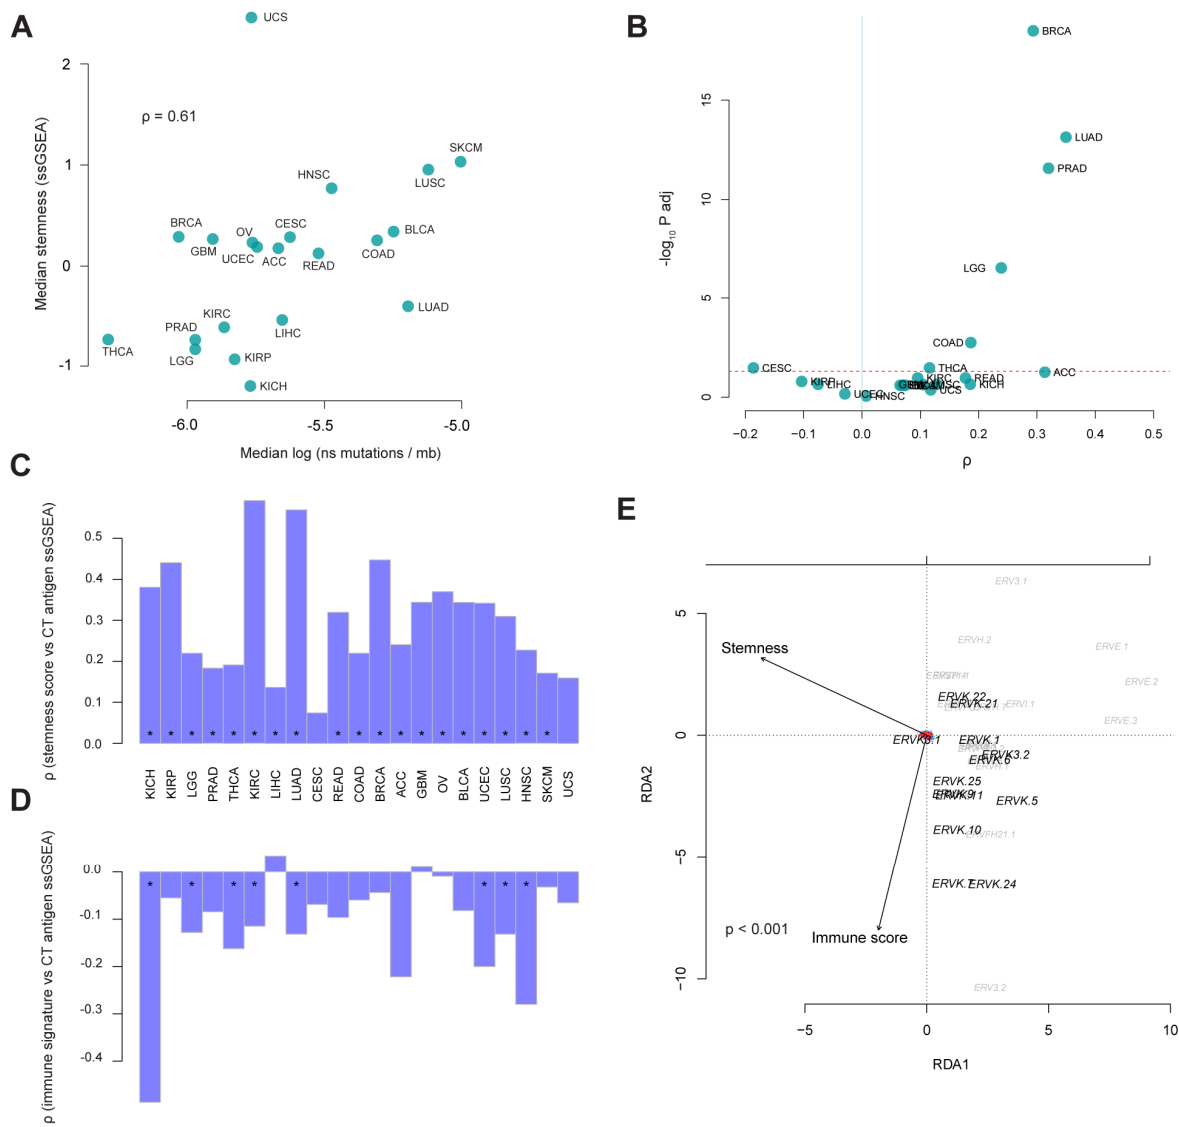 A
UCS
2
ρ = 0.61
SKCM
1
LUSC
HNSC
BRCA
OV
CESC
BLCA
GBM
UCEC
ACC
READ
COAD
0
KIRC
LUAD
PRAD
LIHC
THCA
LGG
KIRP
-1
KICH
-6.0
-5.5
-5.0
Median log (ns mutations / mb)
Median stemness (ssGSEA)
B
BRCA
15
LUAD
PRAD
10
LGG
5
COAD
CESC
THCA
ACC
KIRP
LIHC
KIRC
READ
KICH
UCEC
HNSC
UCS
0
−0.2
−0.1
0.0
0.1
0.2
0.3
0.4
0.5
ρ
-log10 P adj
C
0.5
0.4
0.3
0.2
0.1
0.0
* * * * * * * * * * * * * * * * * *
ρ (stemness score vs CT antigen ssGSEA)
KICH
KIRP
LGG
PRAD
THCA
KIRC
LIHC
LUAD
CESC
READ
COAD
BRCA
ACC
GBM
OV
BLCA
UCEC
LUSC
HNSC
SKCM
UCS
D
0.0
-0.1
-0.2
-0.3
-0.4
* * * * * * * *
ρ (immune signature vs CT antigen ssGSEA)
E
ERV3.1
5
ERVH.2
ERVE.1
Stemness
ERVE.2
ERVK.22
ERVK.21
ERVI.1
ERVE.3
0
ERVK3.1
ERVK.1
ERVK3.2
ERVK.6
ERVK.25
ERVK.9
ERVK.11
ERVK.5
ERVK.10
ERVFH21.1
−5
ERVK.7
ERVK.24
p < 0.001
Immune score
−10
ERV3.2
−5
0
5
10
RDA1
RDA2